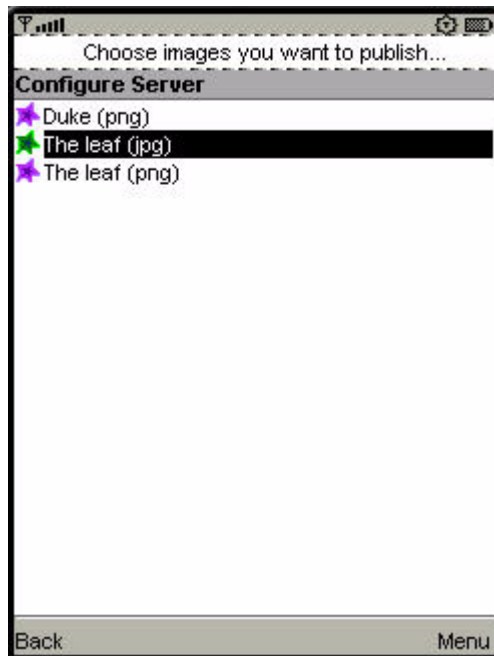 Choose images you want to publish...
Configure Server
Duke (png)
The leaf (jpg)
The leaf (png)
Back Menu